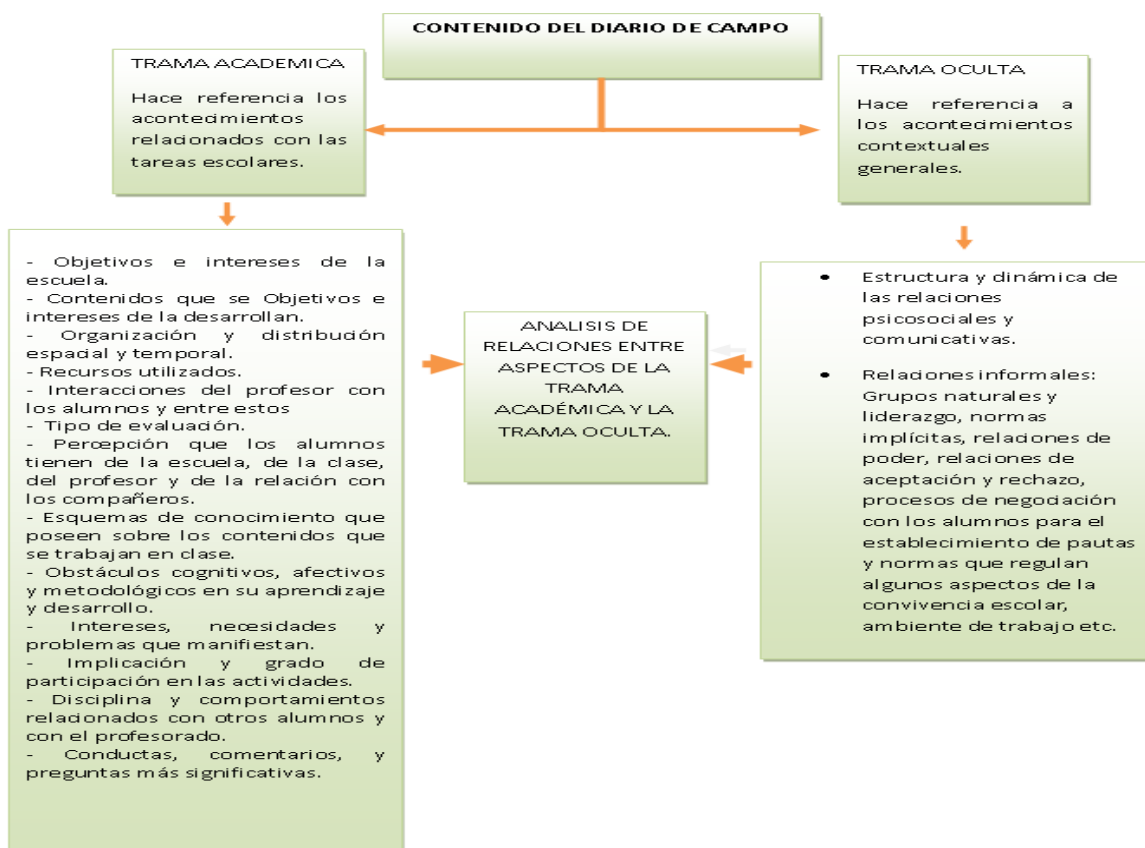 CONTENIDO DEL DIARIO DE CAMPO
TRAMA ACADEMICA
Hace referencia los
acontecimientos
relacionados con las
tareas escolares.
TRAMA OCULTA
Hace referencia a
los acontecimientos
contextuales
generales.
- Objetivos e intereses de la
escuela.
- Contenidos que se Objetivos e
intereses de la desarrollan.
- Organización y distribución
espacial y temporal.
- Recursos utilizados.
- Interacciones del profesor con
los alumnos y entre estos
- Tipo de evaluación.
- Percepción que los alumnos
tienen de la escuela, de la clase,
del profesor y de la relación con
los compañeros.
- Esquemas de conocimiento que
poseen sobre los contenidos que
se trabajan en clase.
- Obstáculos cognitivos, afectivos
y metodológicos en su aprendizaje
y desarrollo.
- Intereses, necesidades y
problemas que manifiestan.
- Implicación y grado de
participación en las actividades.
- Disciplina y comportamientos
relacionados con otros alumnos y
con el profesorado.
- Conductas, comentarios, y
preguntas más significativas.
ANALISIS DE
RELACIONES ENTRE
ASPECTOS DE LA
TRAMA
ACADÉMICA Y LA
TRAMA OCULTA.
• Estructura y dinámica de
las relaciones
psicosociales y
comunicativas.
• Relaciones informales:
Grupos naturales y
liderazgo, normas
implícitas, relaciones de
poder, relaciones de
aceptación y rechazo,
procesos de negociación
con los alumnos para el
establecimiento de pautas
y normas que regulan
algunos aspectos de la
convivencia escolar,
ambiente de trabajo etc.